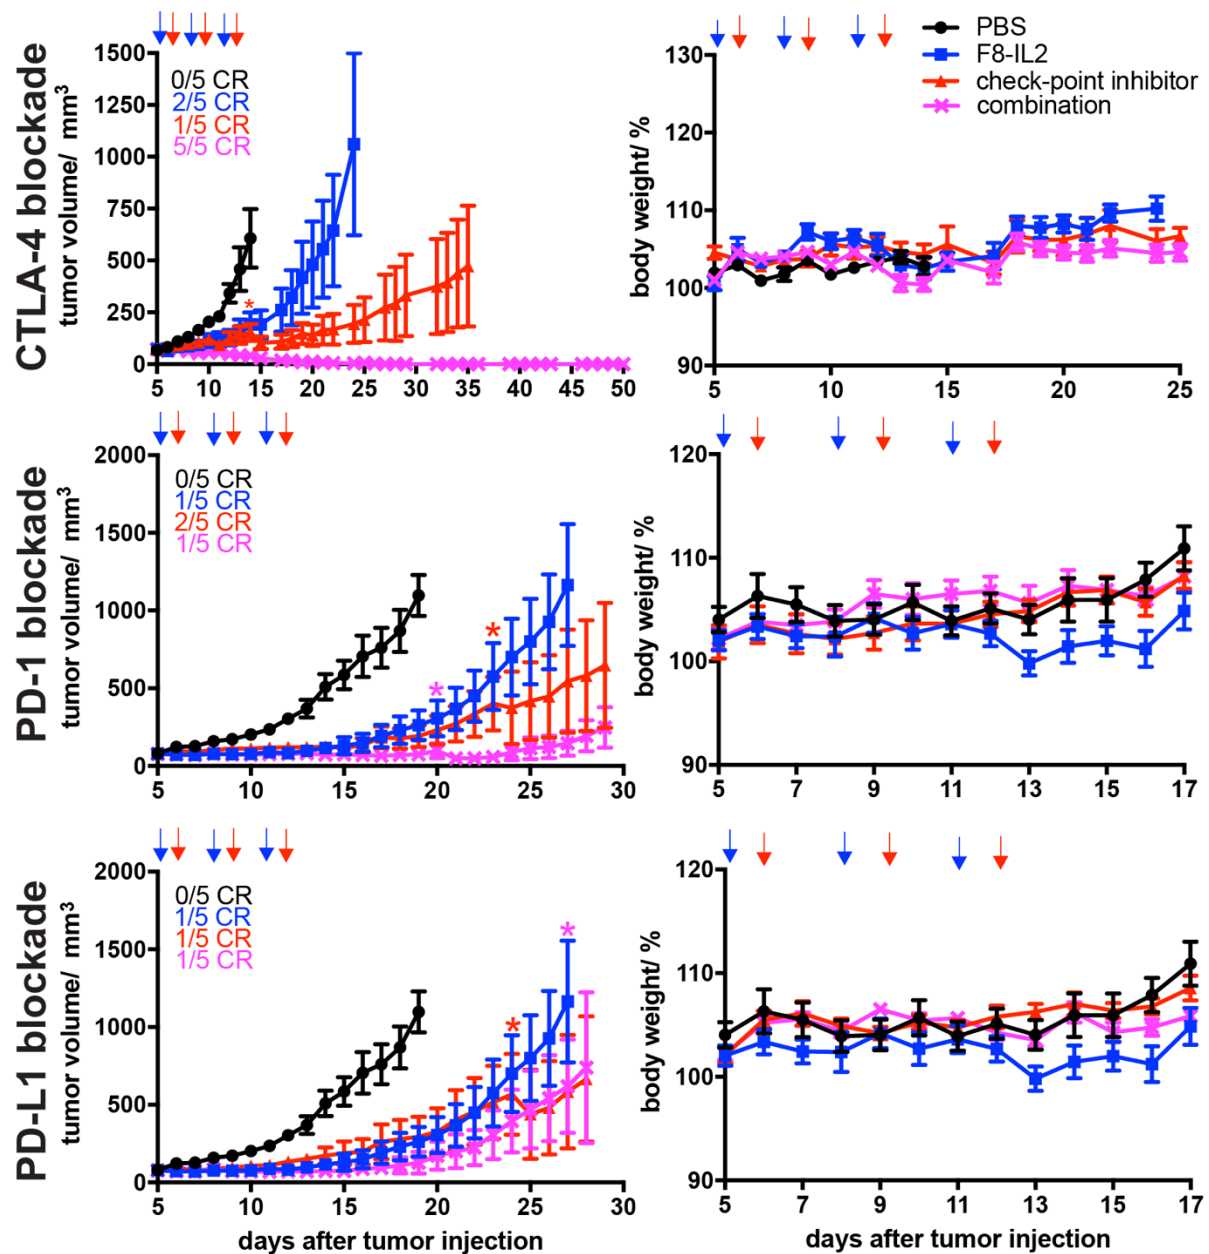 CTLA-4 blockade
tumor volume/ mm³
1500
1250
1000
750
500
250
0
0/5 CR
2/5 CR
1/5 CR
5/5 CR
*
5 10 15 20 25 30 35 40 45 50
body weight/ %
130
120
110
100
90
PBS
F8-IL2
check-point inhibitor
combination
5 10 15 20 25
PD-1 blockade
tumor volume/ mm³
2000
1500
1000
500
0
0/5 CR
1/5 CR
2/5 CR
1/5 CR
* *
5 10 15 20 25 30
body weight/ %
120
110
100
90
5 7 9 11 13 15 17
PD-L1 blockade
tumor volume/ mm³
2000
1500
1000
500
0
0/5 CR
1/5 CR
1/5 CR
1/5 CR
* *
5 10 15 20 25 30
days after tumor injection
body weight/ %
120
110
100
90
5 7 9 11 13 15 17
days after tumor injection